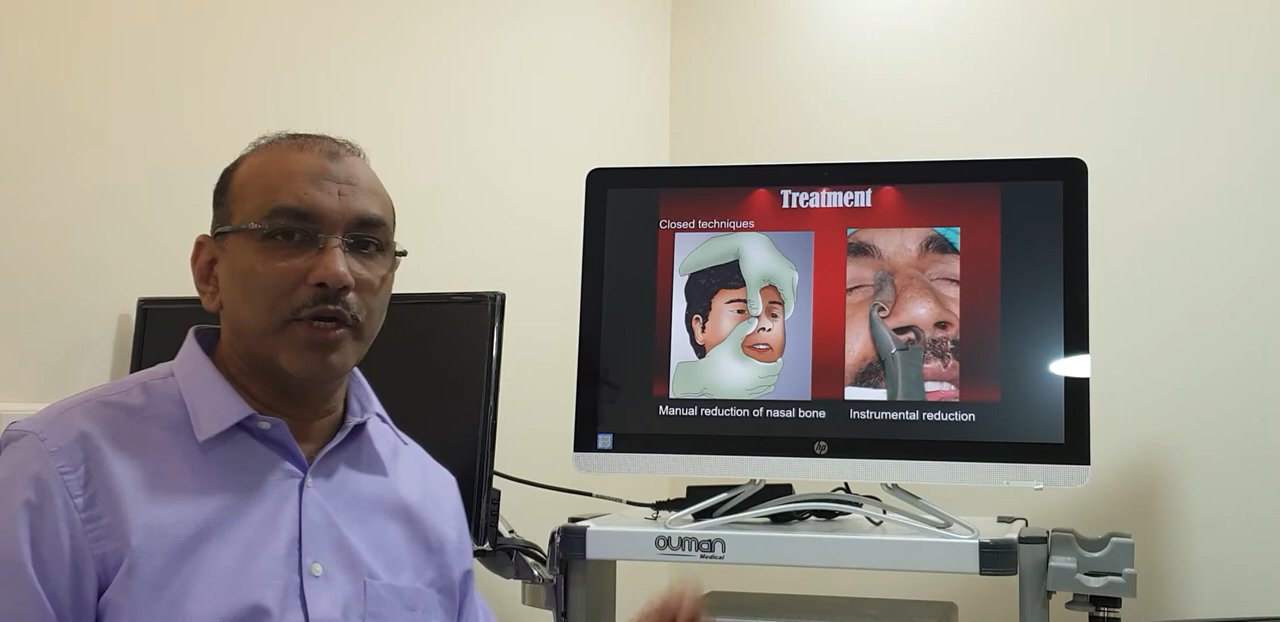 Treatment
Closed techniques
Manual reduction of nasal bone
Instrumental reduction
hp
ouman
Medical